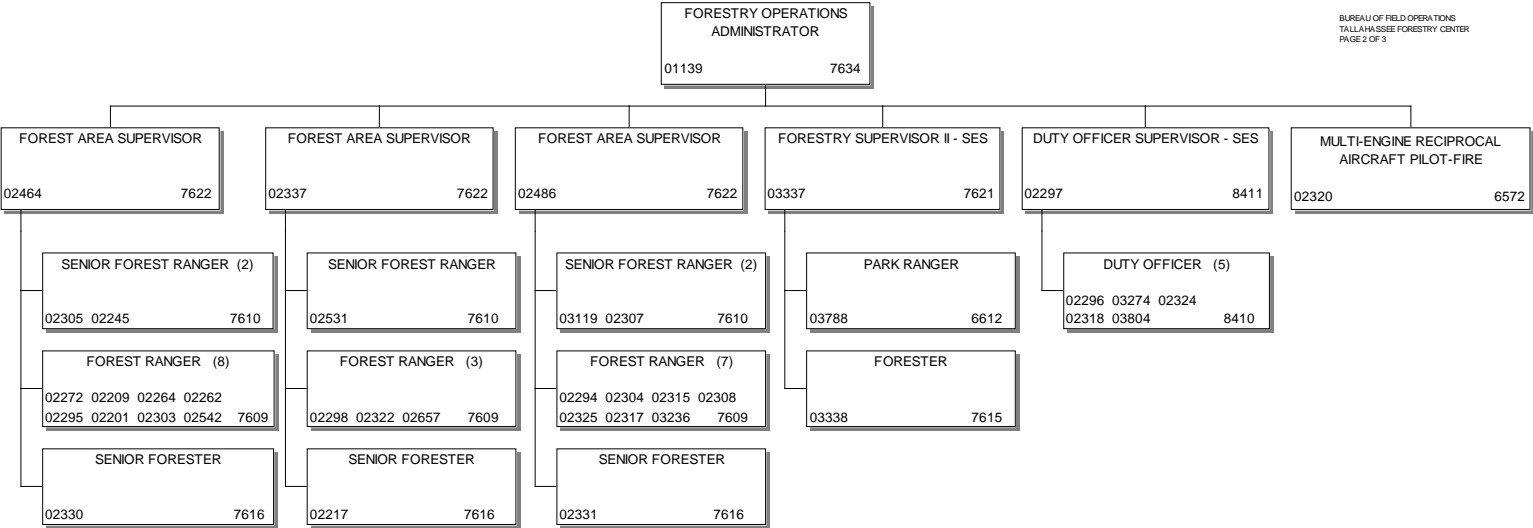 FORESTRY OPERATIONS
ADMINISTRATOR
01139 7634
BUREAU OF FIELD OPERATIONS
TALLAHASSEE FORESTRY CENTER
PAGE 2 OF 3
FOREST AREA SUPERVISOR
02464 7622
FOREST AREA SUPERVISOR
02337 7622
FOREST AREA SUPERVISOR
02486 7622
FORESTRY SUPERVISOR II - SES
03337 7621
DUTY OFFICER SUPERVISOR - SES
02297 8411
MULTI-ENGINE RECIPROCAL
AIRCRAFT PILOT-FIRE
02320 6572
SENIOR FOREST RANGER (2)
02305 02245 7610
SENIOR FOREST RANGER
02531 7610
SENIOR FOREST RANGER (2)
03119 02307 7610
PARK RANGER
03788 6612
DUTY OFFICER (5)
02296 03274 02324
02318 03804 8410
FOREST RANGER (8)
02272 02209 02264 02262
02295 02201 02303 02542 7609
FOREST RANGER (3)
02298 02322 02657 7609
FOREST RANGER (7)
02294 02304 02315 02308
02325 02317 03236 7609
FORESTER
03338 7615
SENIOR FORESTER
02330 7616
SENIOR FORESTER
02217 7616
SENIOR FORESTER
02331 7616